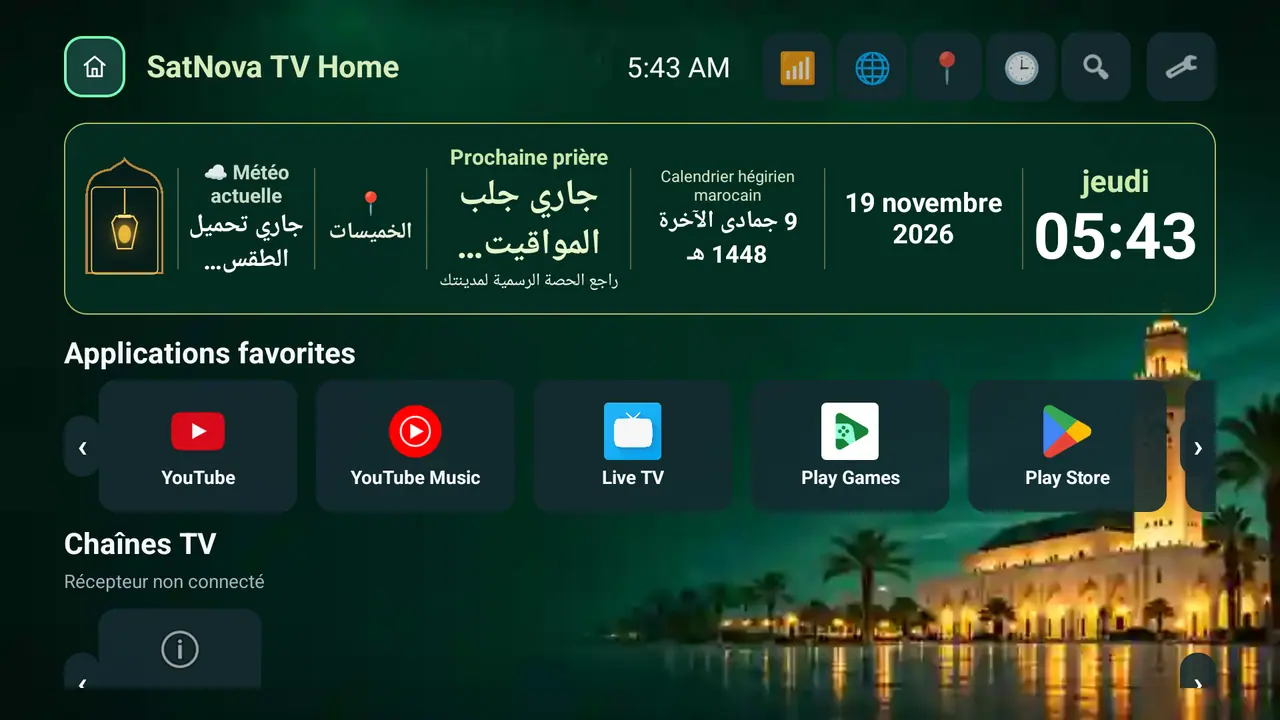 SatNova TV Home
5:43 AM
☁️ Météo
actuelle
جاري تحميل
الطقس...
الخميسات
Prochaine prière
جاري جلب
المواقيت...
راجع الحصة الرسمية لمدينتك
Calendrier hégirien
marocain
9 جمادى الآخرة
1448 هـ
19 novembre
2026
jeudi
05:43
Applications favorites
YouTube
YouTube Music
Live TV
Play Games
Play Store
Chaînes TV
Récepteur non connecté